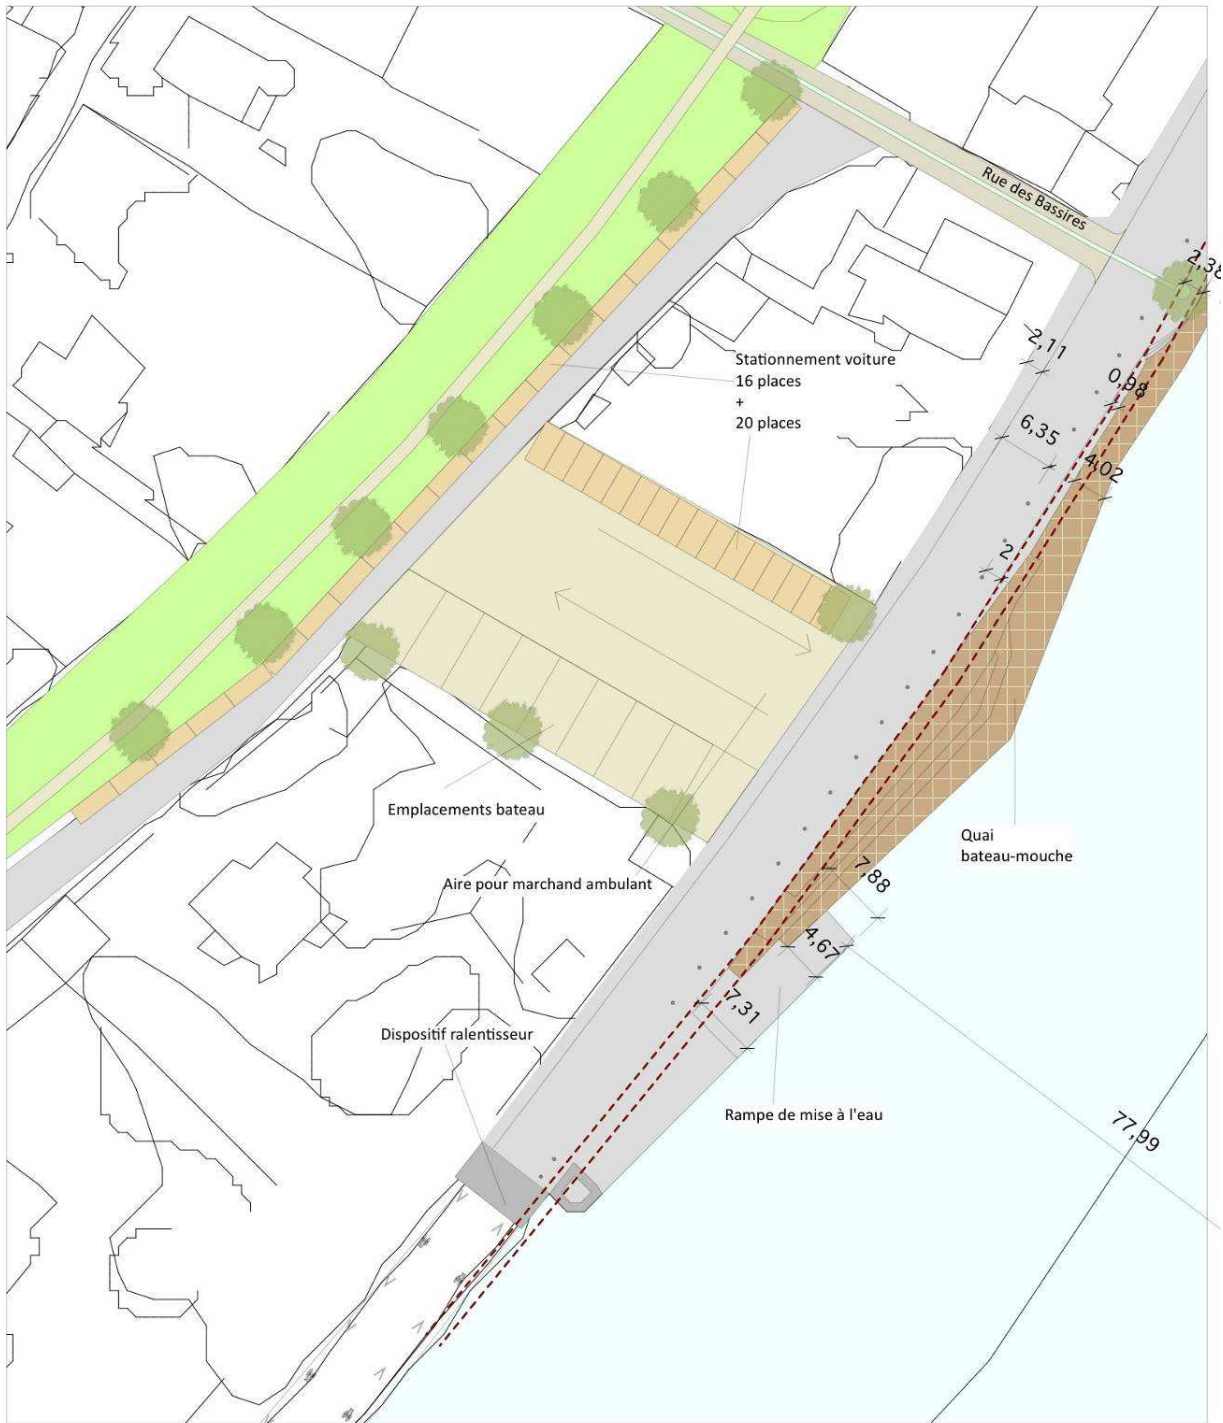 Rue des Bassires
2,38
2,11
Stationnement voiture
16 places
+
20 places
0,98
6,35
4,02
2
Emplacements bateau
Quai
bateau-mouche
7,88
Aire pour marchand ambulant
4,67
7,31
Dispositif ralentisseur
Rampe de mise à l'eau
77,99